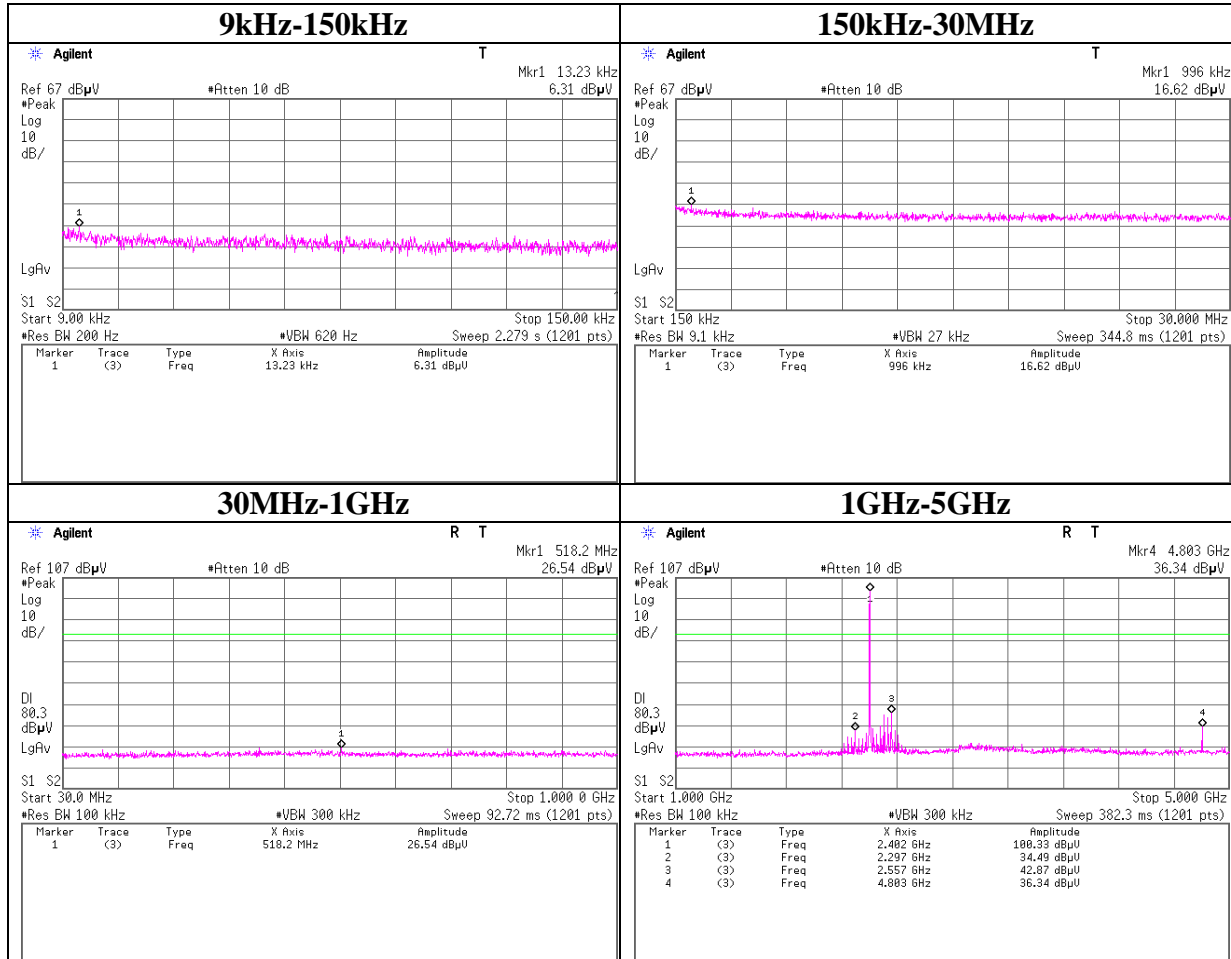 9kHz-150kHz
Agilent T
Mkr1 13.23 kHz
Ref 67 dBµV #Atten 10 dB 6.31 dBµV
#Peak
Log
10
dB/
1
LgAv
S1 S2
Start 9.00 kHz Stop 150.00 kHz
#Res BW 200 Hz #VBW 620 Hz Sweep 2.279 s (1201 pts)
Marker Trace Type X Axis Amplitude
1 (3) Freq 13.23 kHz 6.31 dBµV
150kHz-30MHz
Agilent T
Mkr1 996 kHz
Ref 67 dBµV #Atten 10 dB 16.62 dBµV
#Peak
Log
10
dB/
1
LgAv
S1 S2
Start 150 kHz Stop 30.000 MHz
#Res BW 9.1 kHz #VBW 27 kHz Sweep 344.8 ms (1201 pts)
Marker Trace Type X Axis Amplitude
1 (3) Freq 996 kHz 16.62 dBµV
30MHz-1GHz
Agilent R T
Mkr1 518.2 MHz
Ref 107 dBµV #Atten 10 dB 26.54 dBµV
#Peak
Log
10
dB/
DI
80.3
dBµV
1
LgAv
S1 S2
Start 30.0 MHz Stop 1.000 0 GHz
#Res BW 100 kHz #VBW 300 kHz Sweep 92.72 ms (1201 pts)
Marker Trace Type X Axis Amplitude
1 (3) Freq 518.2 MHz 26.54 dBµV
1GHz-5GHz
Agilent R T
Mkr4 4.803 GHz
Ref 107 dBµV #Atten 10 dB 36.34 dBµV
#Peak
Log
10
dB/
1
DI
80.3
dBµV
2 3 4
LgAv
S1 S2
Start 1.000 GHz Stop 5.000 GHz
#Res BW 100 kHz #VBW 300 kHz Sweep 382.3 ms (1201 pts)
Marker Trace Type X Axis Amplitude
1 (3) Freq 2.402 GHz 100.33 dBµV
2 (3) Freq 2.297 GHz 34.49 dBµV
3 (3) Freq 2.557 GHz 42.87 dBµV
4 (3) Freq 4.803 GHz 36.34 dBµV